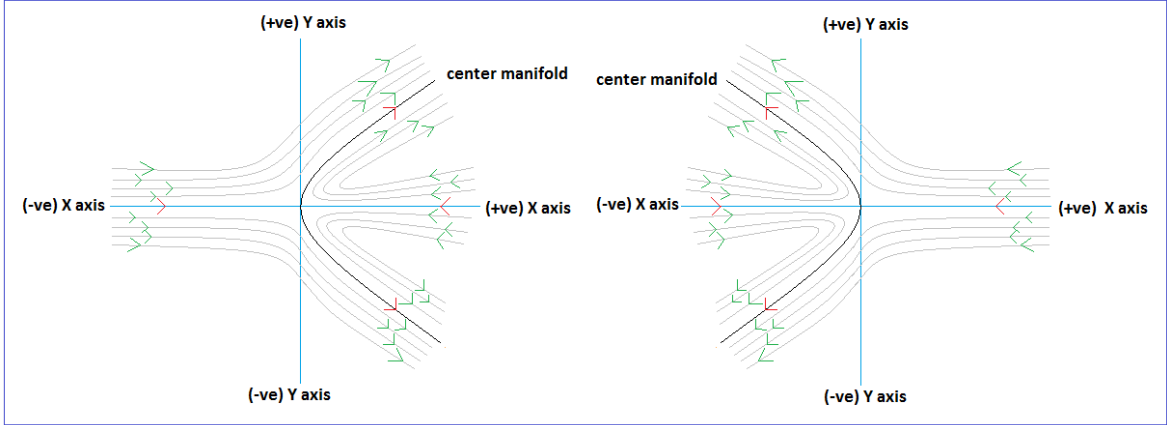 (+ve) Y axis
center manifold
(-ve) X axis
(+ve) X axis
(-ve) Y axis
(+ve) Y axis
center manifold
(-ve) X axis
(+ve) X axis
(-ve) Y axis